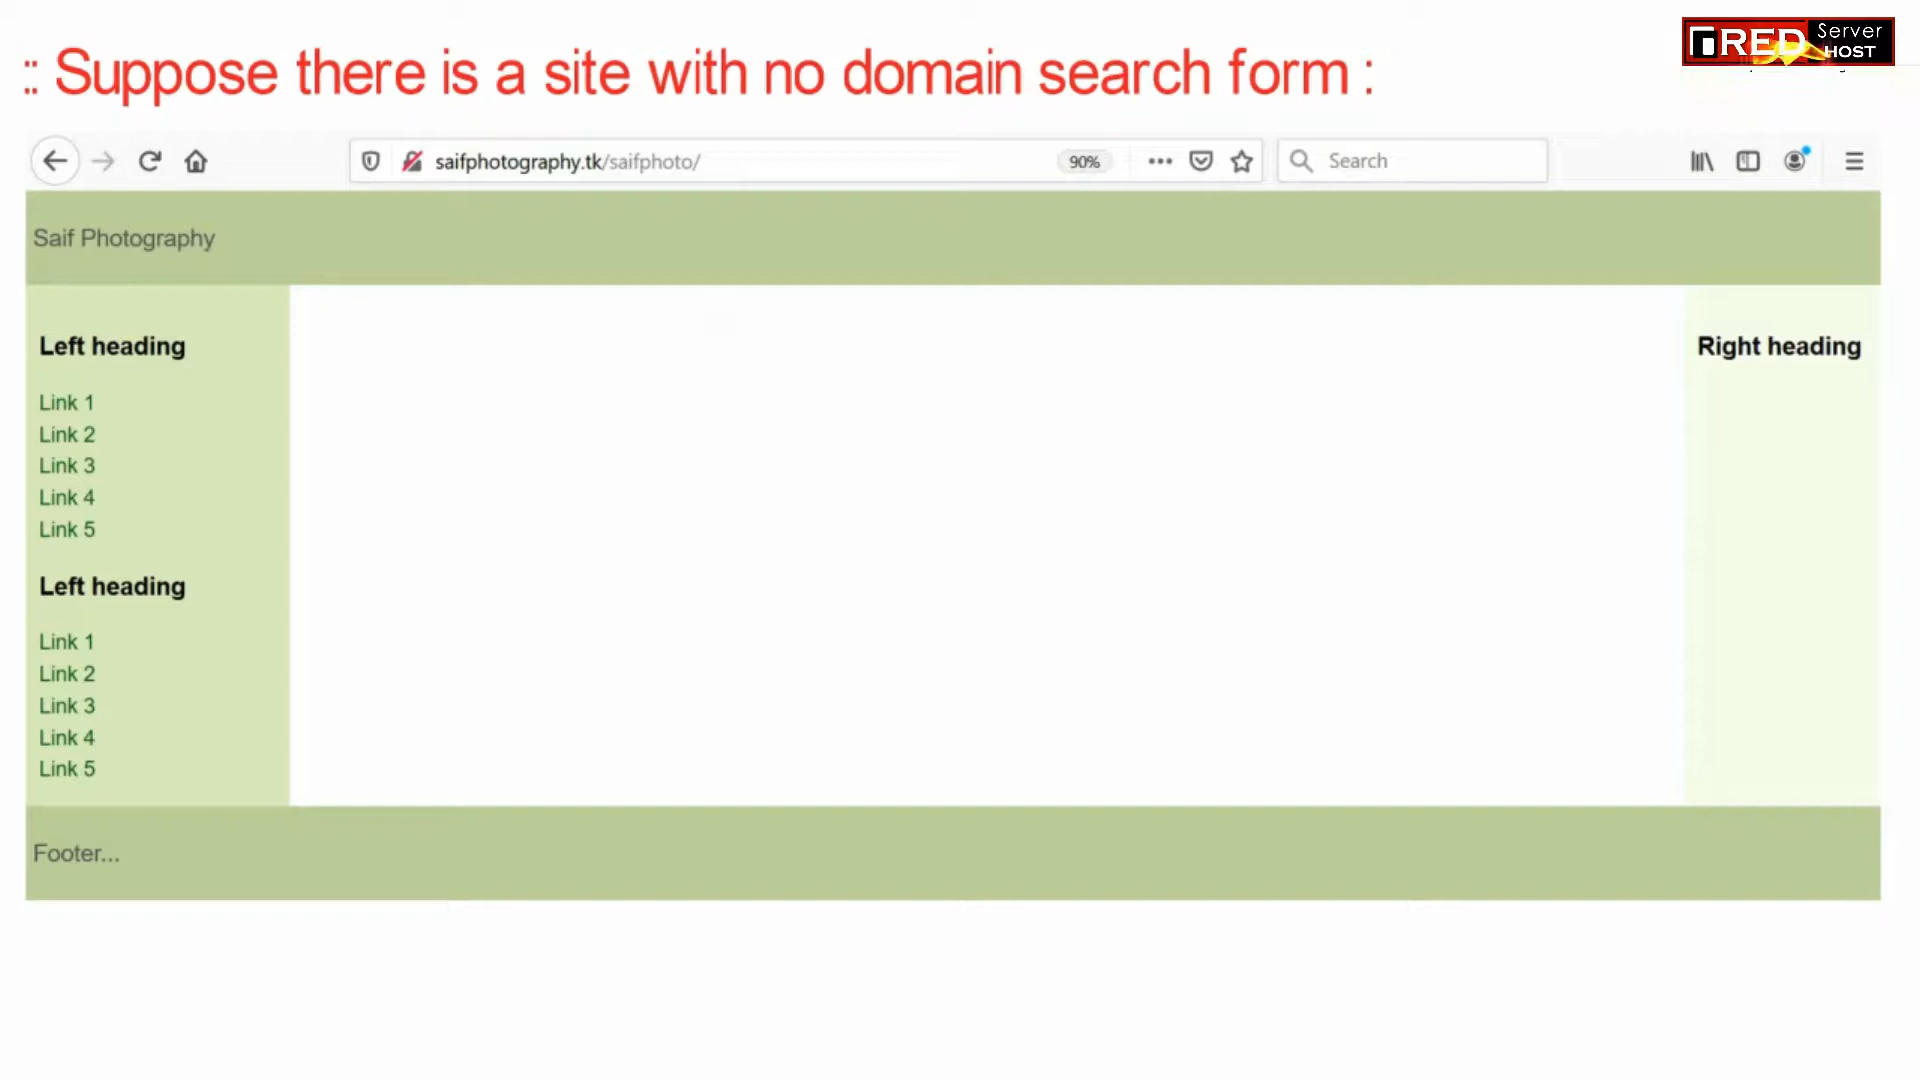 :: Suppose there is a site with no domain search form :
RED Server HOST
saifphotography.tk/saifphoto/ 90% Search
Saif Photography
Left heading
Link 1
Link 2
Link 3
Link 4
Link 5
Left heading
Link 1
Link 2
Link 3
Link 4
Link 5
Right heading
Footer...